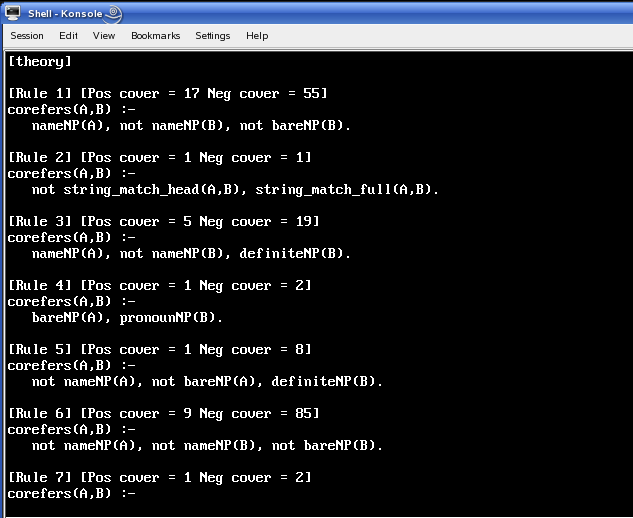 Shell - Konsole
Session Edit View Bookmarks Settings Help
[theory]
[Rule 1] [Pos cover = 17 Neg cover = 55]
corefers(A,B) :-
nameNP(A), not nameNP(B), not bareNP(B).
[Rule 2] [Pos cover = 1 Neg cover = 1]
corefers(A,B) :-
not string_match_head(A,B), string_match_full(A,B).
[Rule 3] [Pos cover = 5 Neg cover = 19]
corefers(A,B) :-
nameNP(A), not nameNP(B), definiteNP(B).
[Rule 4] [Pos cover = 1 Neg cover = 2]
corefers(A,B) :-
bareNP(A), pronounNP(B).
[Rule 5] [Pos cover = 1 Neg cover = 8]
corefers(A,B) :-
not nameNP(A), not bareNP(A), definiteNP(B).
[Rule 6] [Pos cover = 9 Neg cover = 85]
corefers(A,B) :-
not nameNP(A), not nameNP(B), not bareNP(B).
[Rule 7] [Pos cover = 1 Neg cover = 2]
corefers(A,B) :-